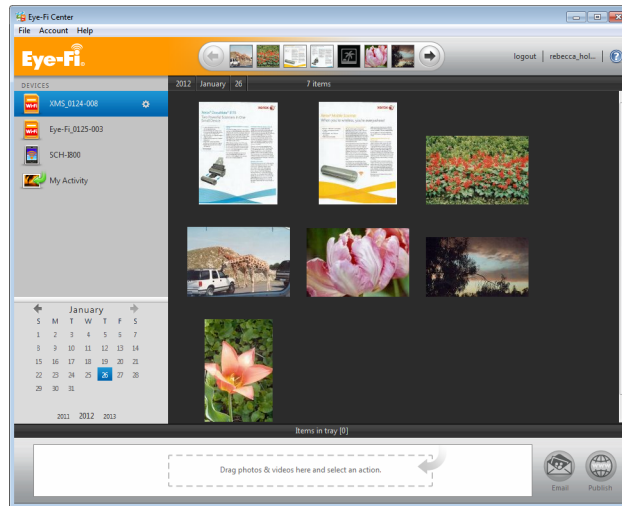 Eye-Fi Center
File Account Help
Eye-Fi
logout | rebecca_hol... | ?
DEVICES
2012 January 26 7 items
XMS_0124-008
Eye-Fi_0125-003
SCH-I800
My Activity
January
S M T W T F S
1 2 3 4 5 6 7
8 9 10 11 12 13 14
15 16 17 18 19 20 21
22 23 24 25 26 27 28
29 30 31
2011 2012 2013
Items in tray [0]
Drag photos & videos here and select an action.
Email
Publish